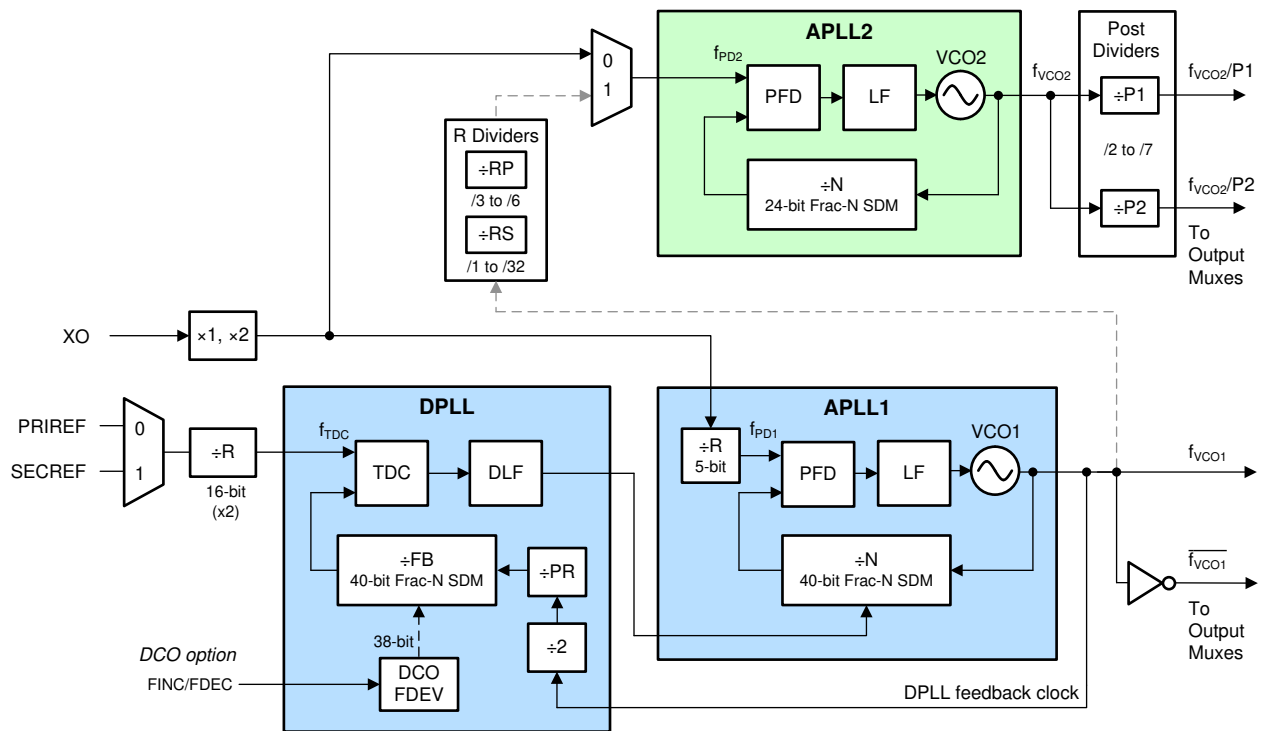 APLL2
Post
Dividers
VCO2
f_PD2
f_VCO2
f_VCO2/P1
0
1
PFD
LF
÷P1
R Dividers
÷RP
/3 to /6
÷RS
/1 to /32
÷N
24-bit Frac-N SDM
/2 to /7
f_VCO2/P2
÷P2
To
Output
Muxes
XO
×1, ×2
DPLL
APLL1
PRIREF
SECREF
0
1
÷R
16-bit
(x2)
f_TDC
TDC
DLF
÷R
5-bit
f_PD1
PFD
LF
VCO1
f_VCO1
÷FB
40-bit Frac-N SDM
÷PR
÷N
40-bit Frac-N SDM
f_VCO1
To
Output
Muxes
38-bit
÷2
DCO option
FINC/FDEC
DCO
FDEV
DPLL feedback clock